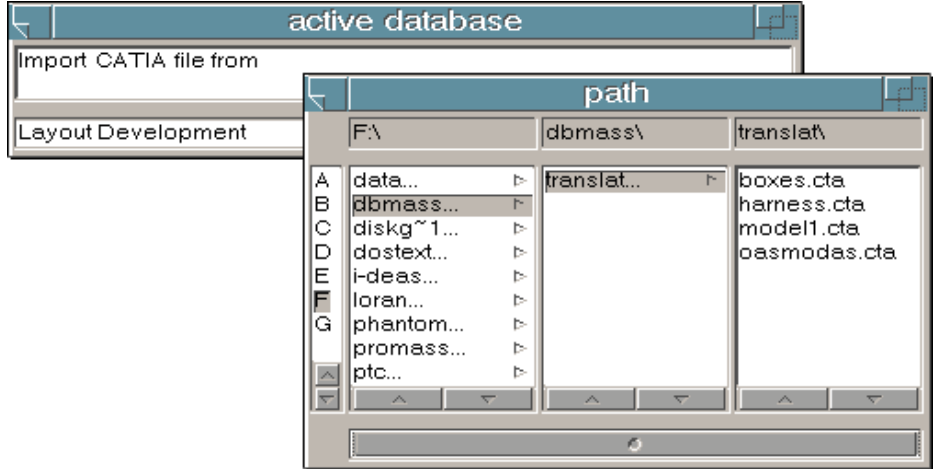 active database
Import CATIA file from
Layout Development
path
F:\ dbmass\ translat\
A
B
C
D
E
F
G
data...
dbmass...
diskg~1...
dostext...
i-deas...
loran...
phantom...
promass...
ptc...
translat...
boxes.cta
harness.cta
model1.cta
oasmodas.cta